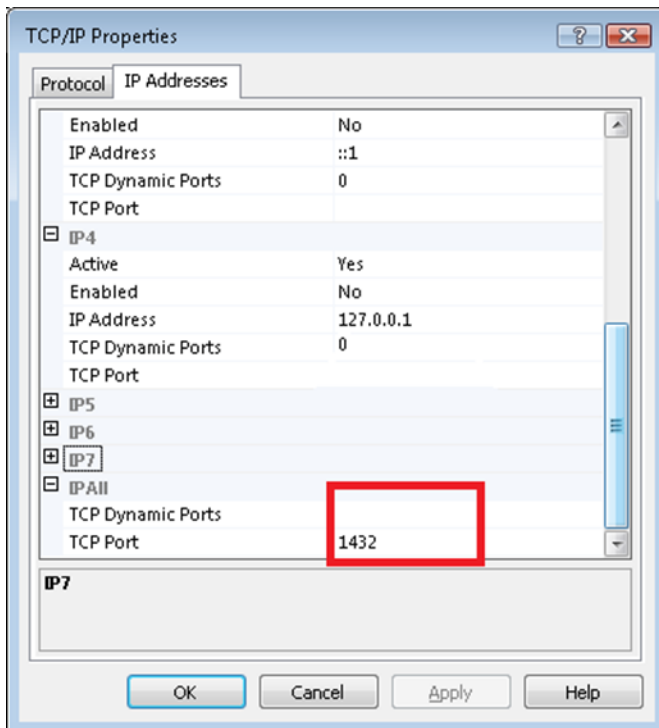 TCP/IP Properties
Protocol IP Addresses
Enabled No
IP Address ::1
TCP Dynamic Ports 0
TCP Port
IP4
Active Yes
Enabled No
IP Address 127.0.0.1
TCP Dynamic Ports 0
TCP Port
IP5
IP6
IP7
IPAll
TCP Dynamic Ports
TCP Port 1432
IP7
OK Cancel Apply Help